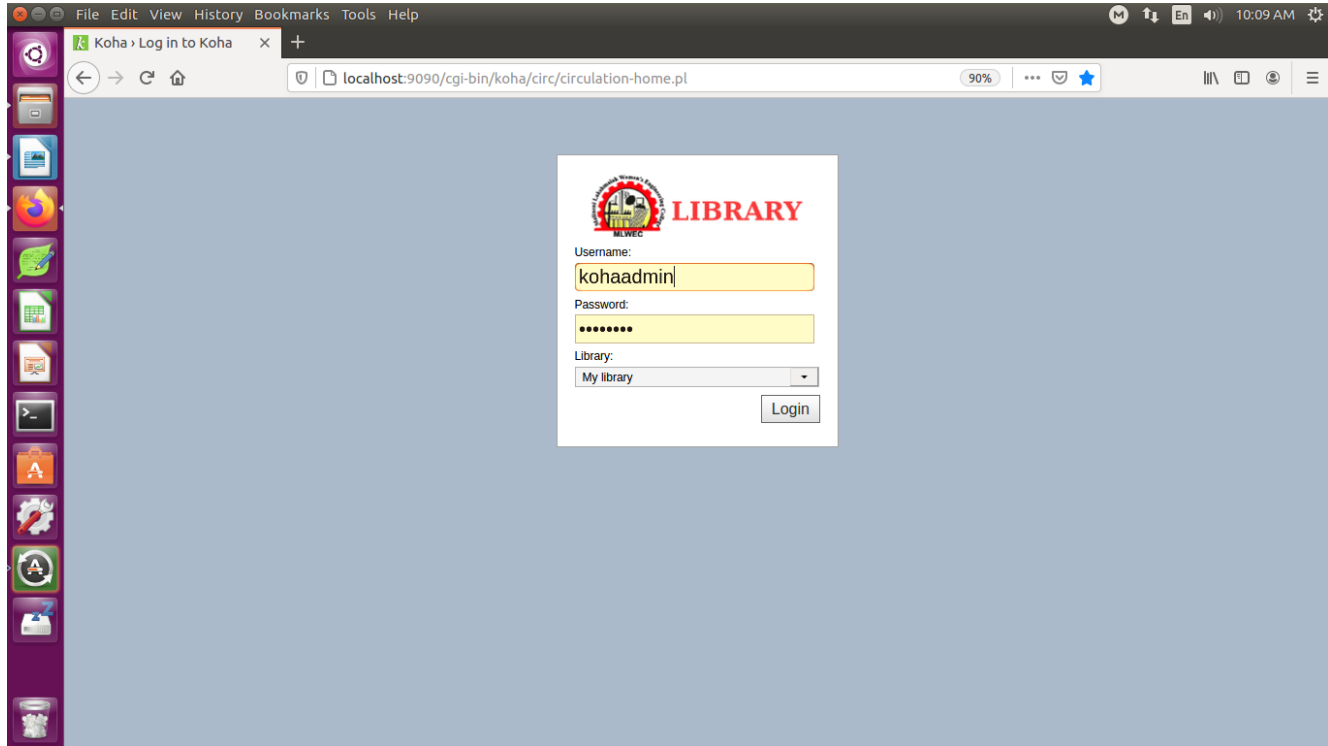 File Edit View History Bookmarks Tools Help
M En 10:09 AM
Koha › Log in to Koha × +
localhost:9090/cgi-bin/koha/circ/circulation-home.pl 90%
LIBRARY
MLWEC
Username:
kohaadmin
Password:
••••••••
Library:
My library
Login